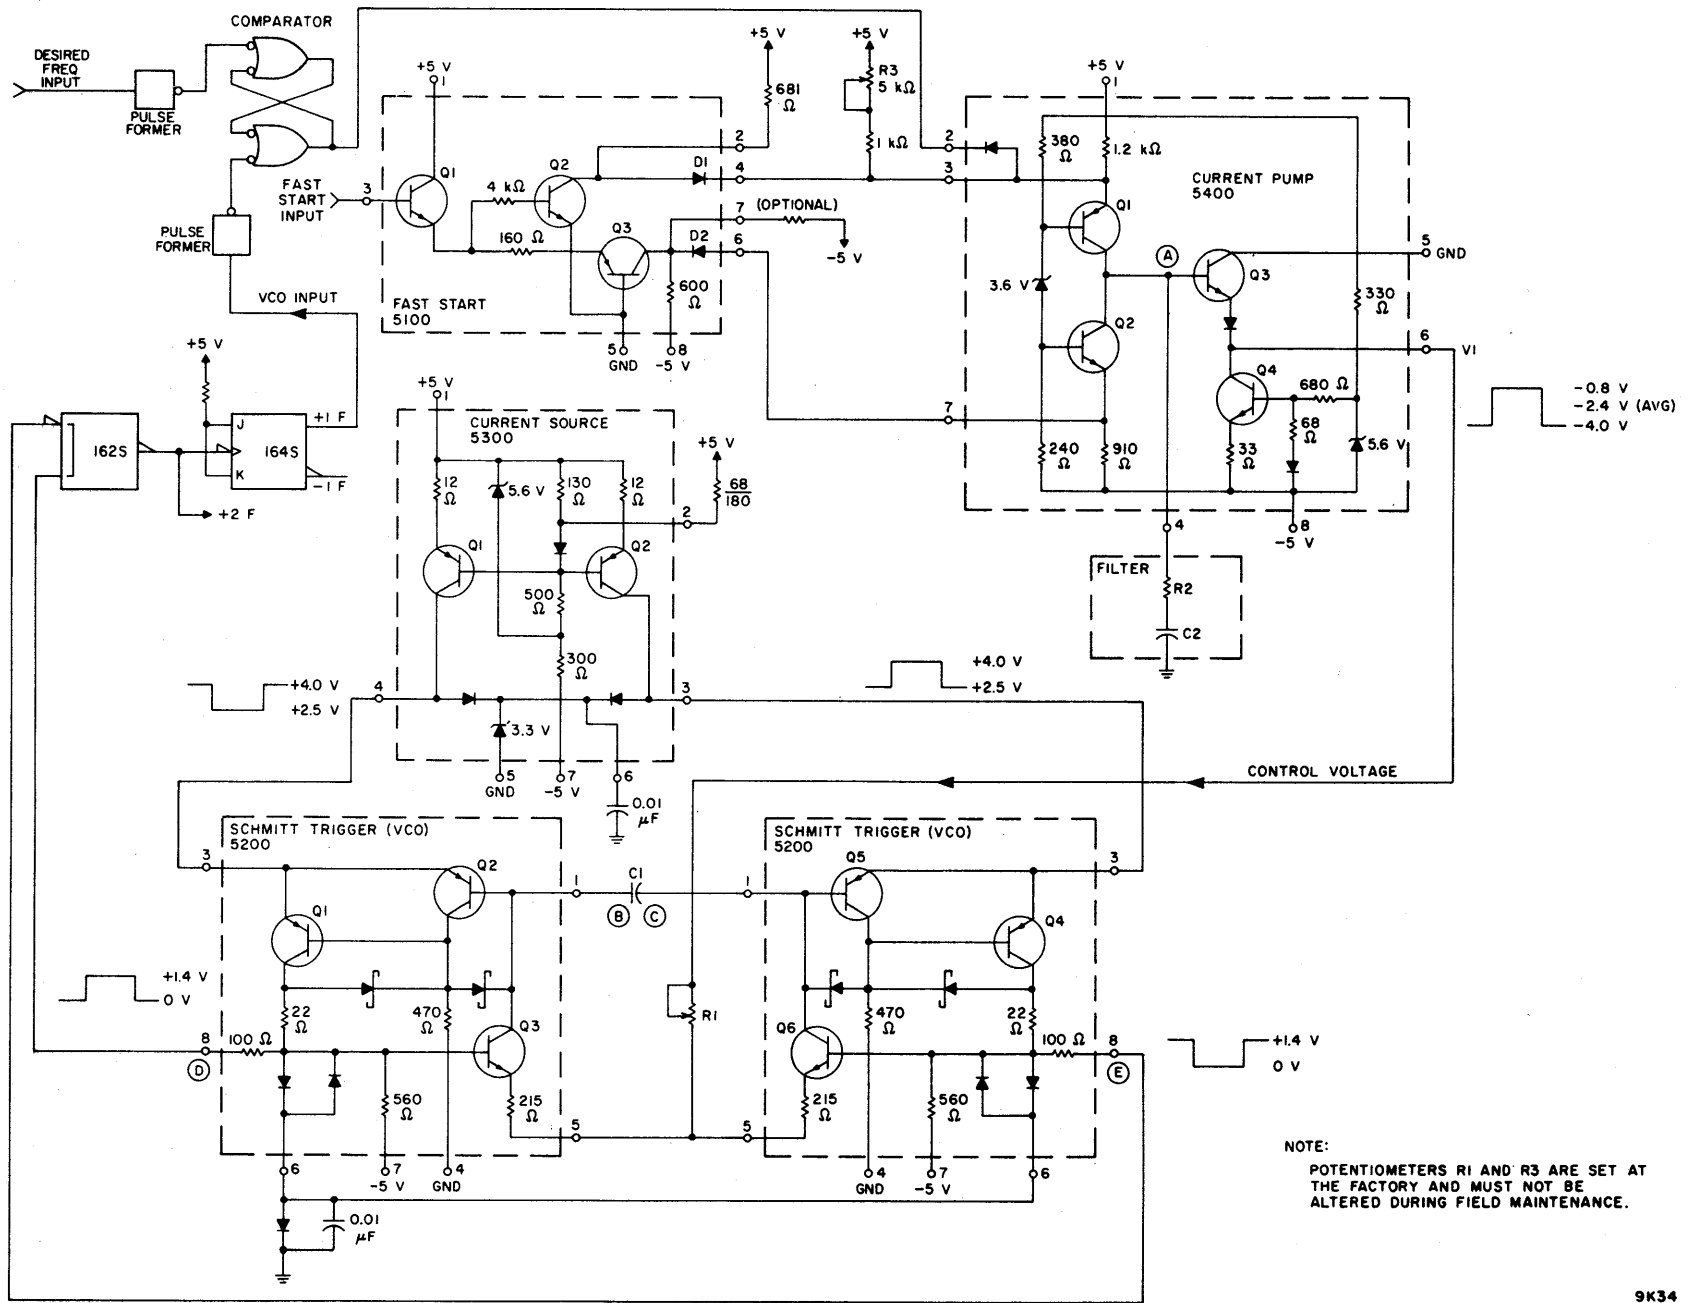 COMPARATOR
DESIRED
FREQ
INPUT
PULSE
FORMER
PULSE
FORMER
VCO INPUT
+5 V
J
K
162S
164S
+1 F
-1 F
+2 F
FAST
START
INPUT
3
+5 V
1
Q1
4 kΩ
Q2
160 Ω
Q3
D1
D2
FAST START
5100
600
Ω
5
GND
8
-5 V
2
4
7
6
(OPTIONAL)
-5 V
+5 V
681
Ω
+5 V
R3
5 kΩ
1 kΩ
+5 V
1
2
3
380
Ω
1.2 kΩ
CURRENT PUMP
5400
Q1
A
Q3
5
GND
3.6 V
Q2
330
Ω
6
V1
Q4
680 Ω
7
68
Ω
5.6 V
240
Ω
910
Ω
33
Ω
4
8
-5 V
-0.8 V
-2.4 V (AVG)
-4.0 V
FILTER
R2
C2
+5 V
1
CURRENT SOURCE
5300
12
Ω
5.6 V
130
Ω
12
Ω
+5 V
68
180
2
Q1
Q2
500
Ω
300
Ω
4
3
3.3 V
5
GND
7
-5 V
6
0.01
μF
+4.0 V
+2.5 V
+4.0 V
+2.5 V
CONTROL VOLTAGE
SCHMITT TRIGGER (VCO)
5200
3
Q2
1
C1
B
C
Q1
+1.4 V
0 V
22
Ω
470
Ω
Q3
8
D
100 Ω
560
Ω
215
Ω
5
6
7
-5 V
4
GND
0.01
μF
R1
SCHMITT TRIGGER (VCO)
5200
1
Q5
3
Q4
470
Ω
22
Ω
Q6
100 Ω
8
E
215
Ω
560
Ω
5
4
GND
7
-5 V
6
+1.4 V
0 V
NOTE:
POTENTIOMETERS R1 AND R3 ARE SET AT
THE FACTORY AND MUST NOT BE
ALTERED DURING FIELD MAINTENANCE.
9K34